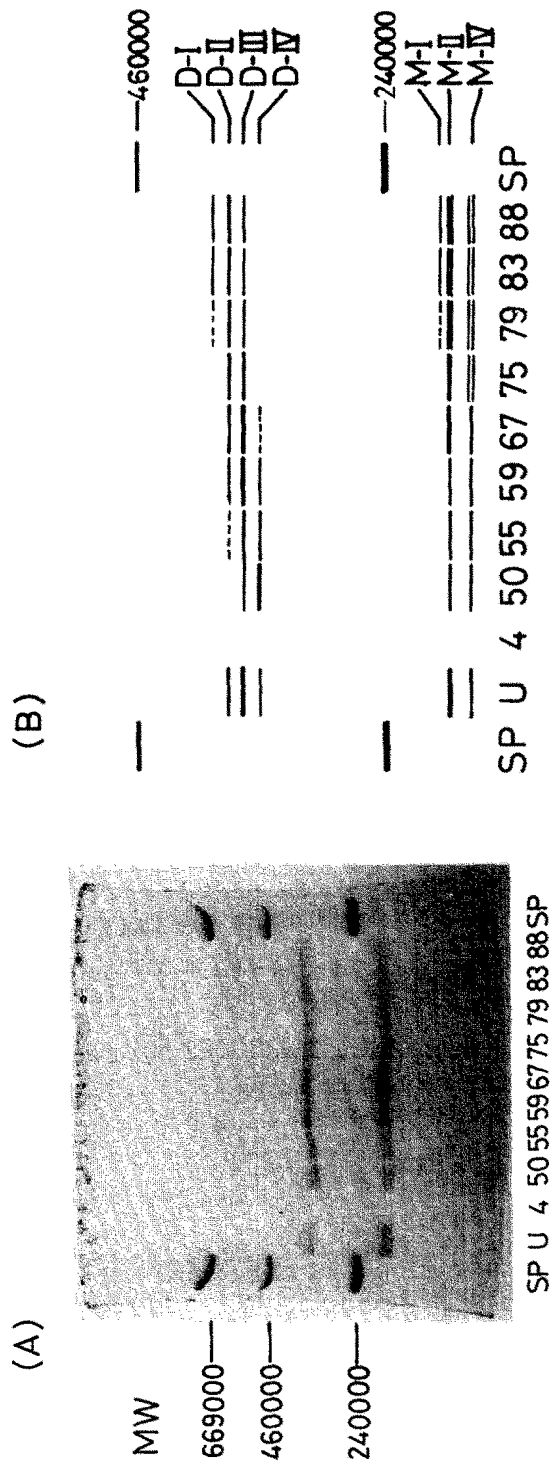 (A)
MW
669000
460000
240000
SP U 4 50 55 59 67 75 79 83 88 SP
(B)
460000
D-I
D-II
D-III
D-IV
240000
M-I
M-II
M-IV
SP U 4 50 55 59 67 75 79 83 88 SP